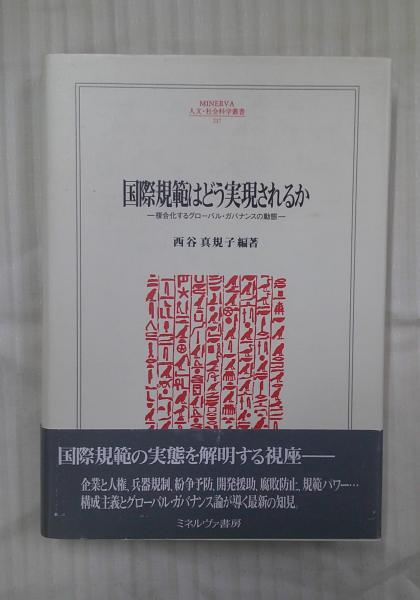 MINERVA
人文・社会科学叢書
国際規範はどう実現されるか
―複合化するグローバル・ガバナンスの動態―
西谷真規子編著
国際規範の実態を解明する視座――
企業と人権、兵器規制、紛争予防、開発援助、腐敗防止、規範パワー…
構成主義とグローバルガバナンス論が導く最新の知見。
ミネルヴァ書房